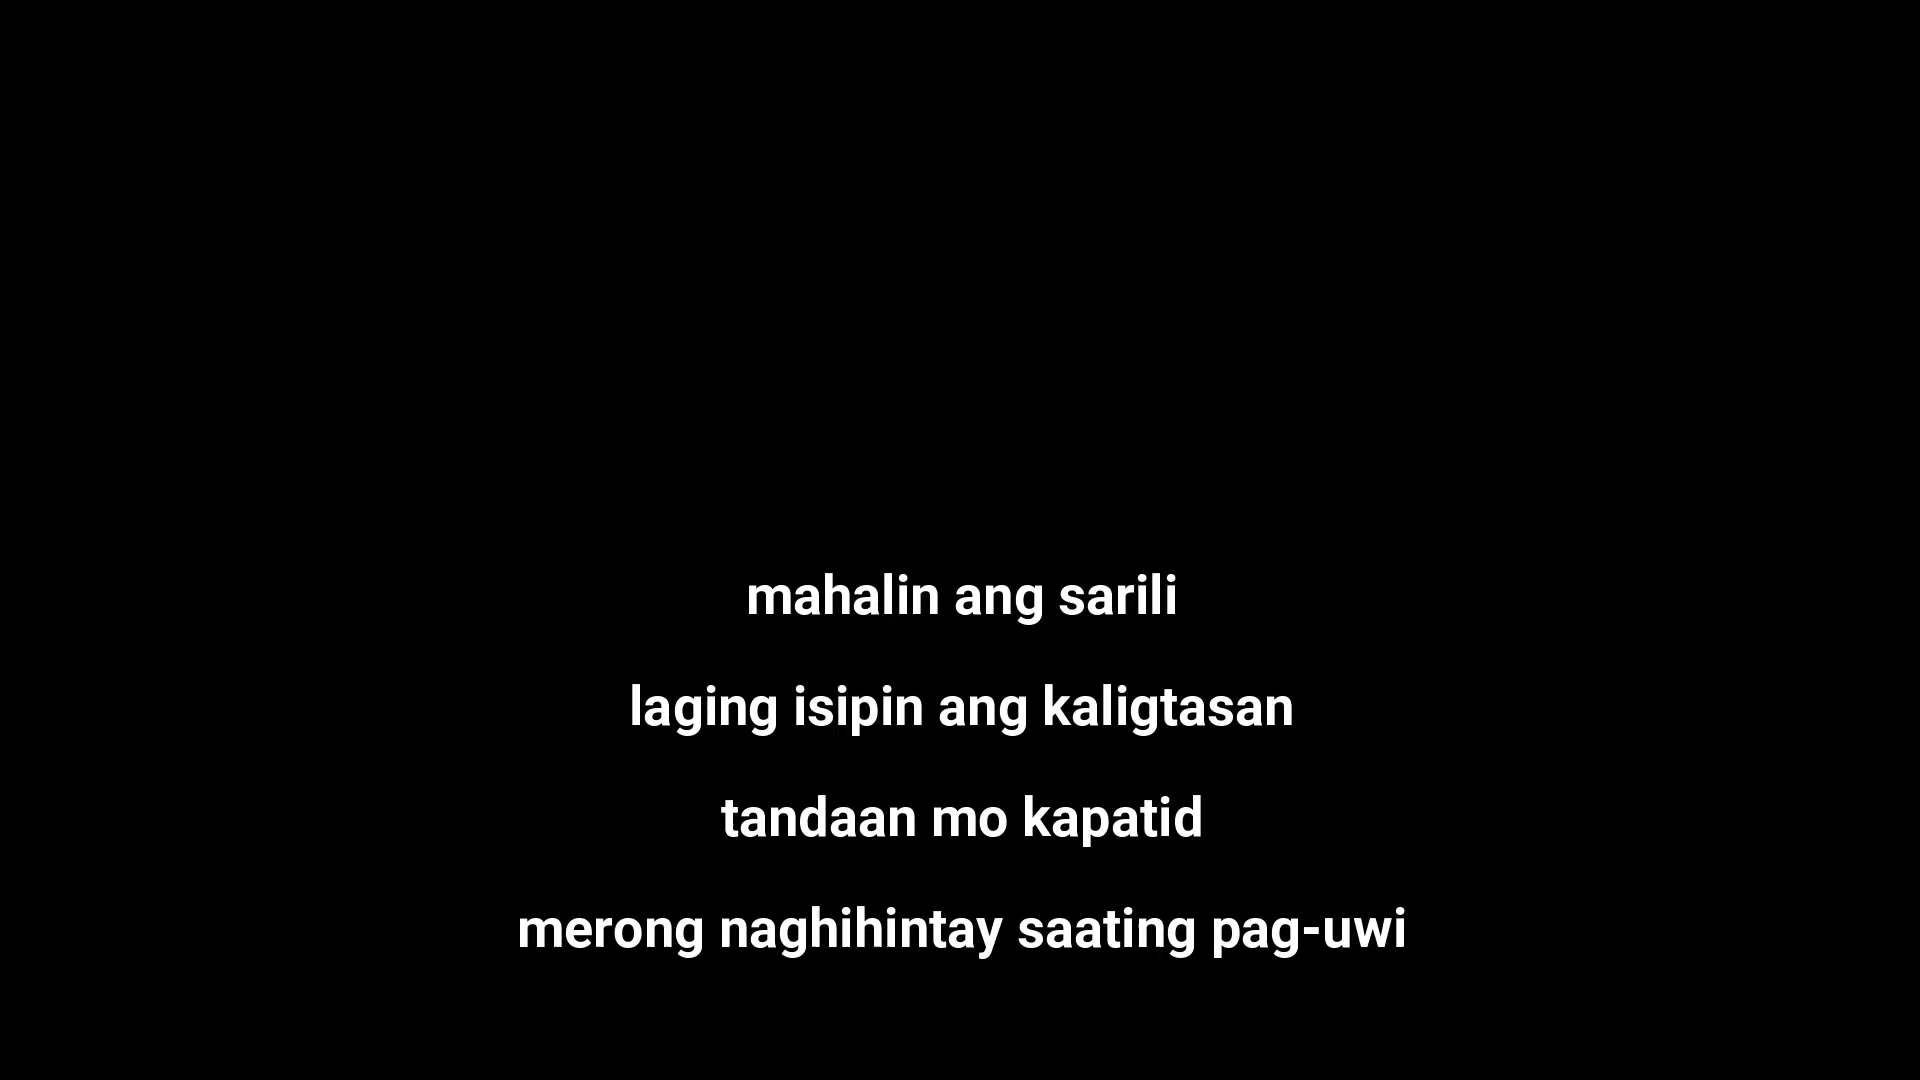 mahalin ang sarili
laging isipin ang kaligtasan
tandaan mo kapatid
merong naghihintay saating pag-uwi